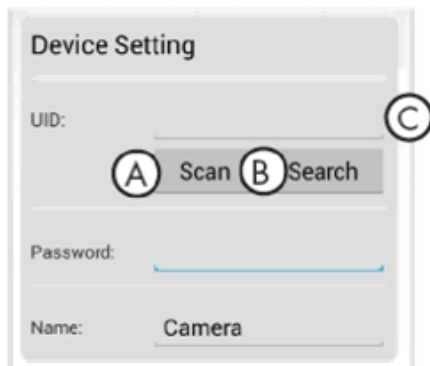 Device Setting
UID: C
A Scan B Search
Password:
Name: Camera